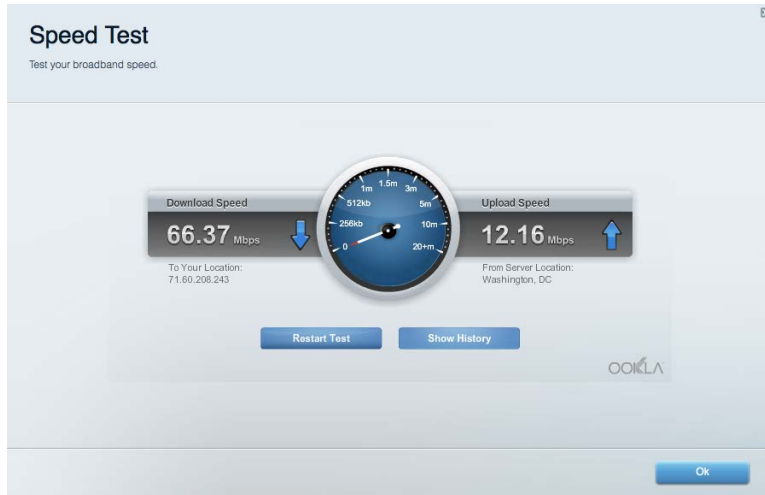 Speed Test
Test your broadband speed.
Download Speed
66.37 Mbps
To Your Location:
71.60.208.243
0
256kb
512kb
1m
1.5m
3m
5m
10m
20+m
Upload Speed
12.16 Mbps
From Server Location:
Washington, DC
Restart Test
Show History
OOKLA
Ok